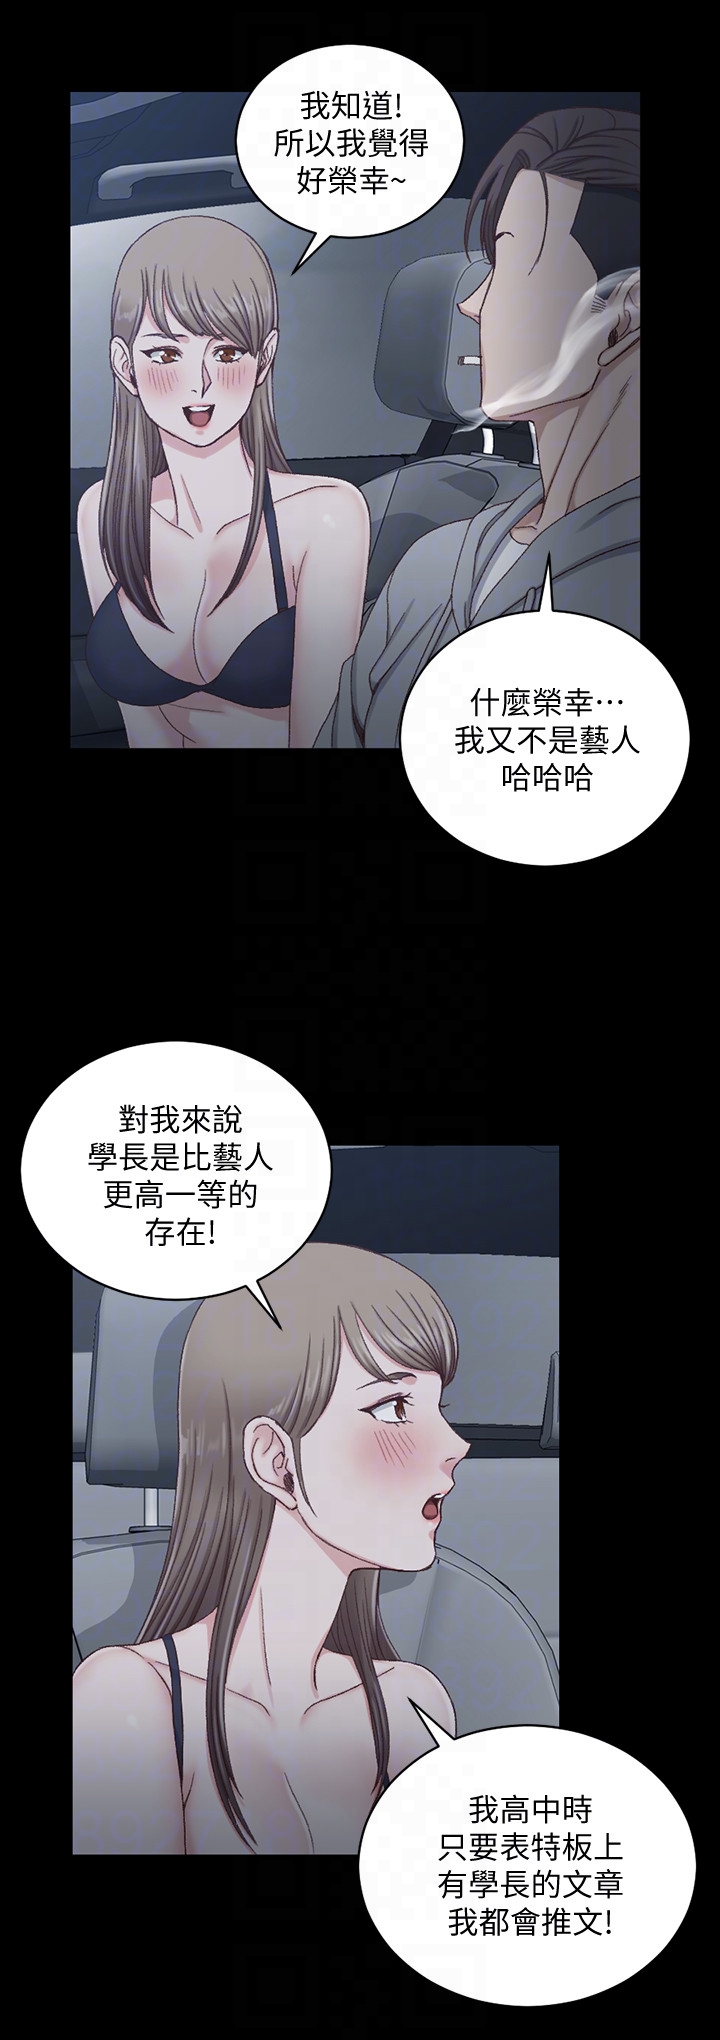 我知道!
所以我覺得
好榮幸~
什麼榮幸…
我又不是藝人
哈哈哈
對我來說
學長是比藝人
更高一等的
存在!
我高中時
只要表特板上
有學長的文章
我都會推文!